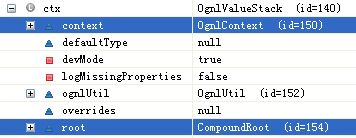 ctx OgnlValueStack (id=140)
context OgnlContext (id=150)
defaultType null
devMode true
logMissingProperties false
ognlUtil OgnlUtil (id=152)
overrides null
root CompoundRoot (id=154)